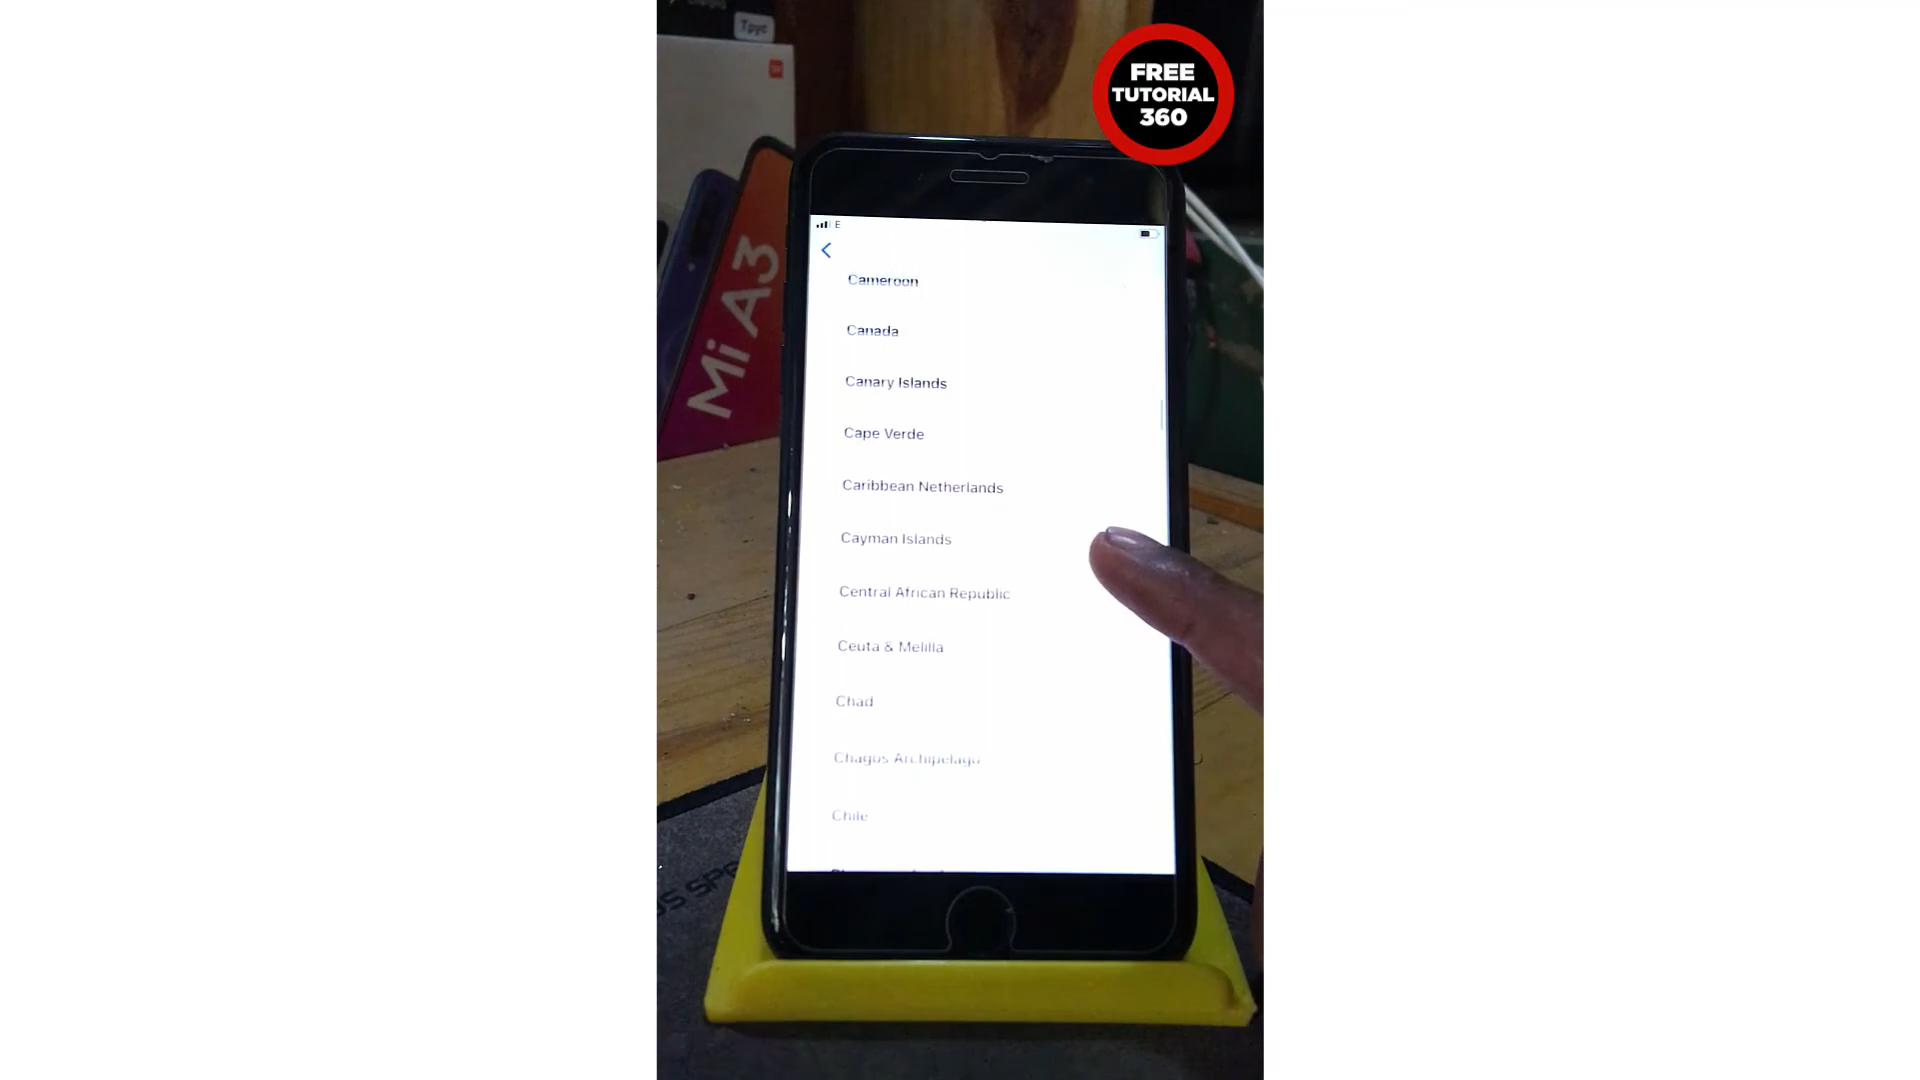 Tpyc
FREE
TUTORIAL
360
Mi A3
E
Cameroon
Canada
Canary Islands
Cape Verde
Caribbean Netherlands
Cayman Islands
Central African Republic
Ceuta & Melilla
Chad
Chagos Archipelago
Chile